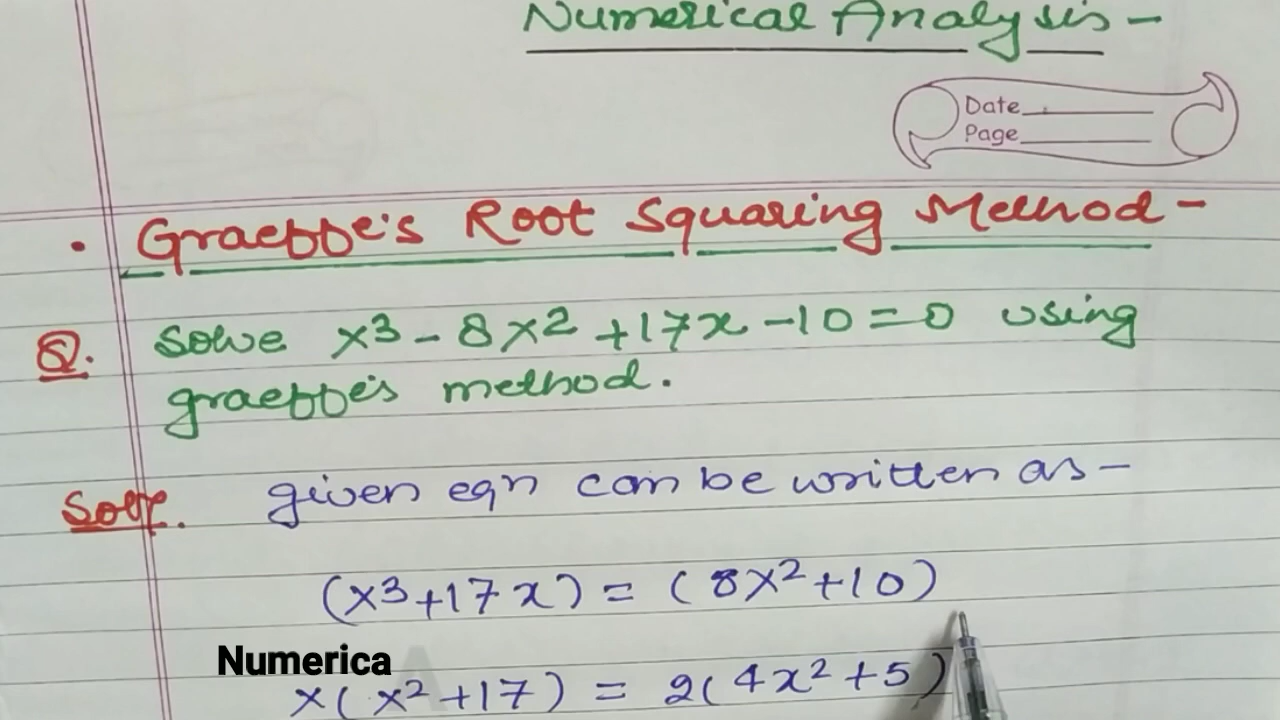 Numerical Analysis -
Date
Page
• Graeffe's Root Squaring Method -
Q. Solve x³ - 8x² + 17x - 10 = 0 using
graeffe's method.
Soln. given eqn can be written as -
(x³ + 17x) = (8x² + 10)
Numerica
x(x² + 17) = 2(4x² + 5)